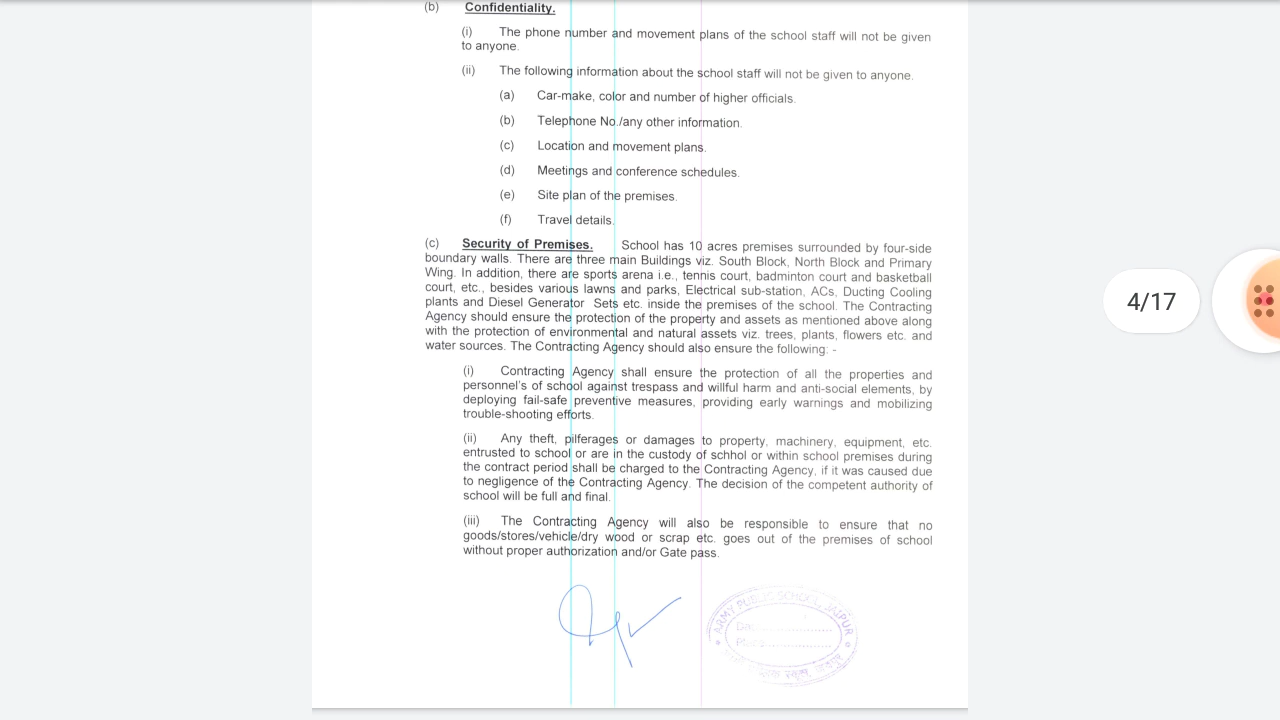 (b) Confidentiality.
(i) The phone number and movement plans of the school staff will not be given
to anyone.
(ii) The following information about the school staff will not be given to anyone.
(a) Car-make, color and number of higher officials.
(b) Telephone No./any other information.
(c) Location and movement plans.
(d) Meetings and conference schedules.
(e) Site plan of the premises.
(f) Travel details.
(c) Security of Premises. School has 10 acres premises surrounded by four-side
boundary walls. There are three main Buildings viz. South Block, North Block and Primary
Wing. In addition, there are sports arena i.e., tennis court, badminton court and basketball
court, etc., besides various lawns and parks, Electrical sub-station, ACs, Ducting Cooling
plants and Diesel Generator Sets etc. inside the premises of the school. The Contracting
Agency should ensure the protection of the property and assets as mentioned above along
with the protection of environmental and natural assets viz. trees, plants, flowers etc. and
water sources. The Contracting Agency should also ensure the following: -
(i) Contracting Agency shall ensure the protection of all the properties and
personnel's of school against trespass and willful harm and anti-social elements, by
deploying fail-safe preventive measures, providing early warnings and mobilizing
trouble-shooting efforts.
(ii) Any theft, pilferages or damages to property, machinery, equipment, etc.
entrusted to school or are in the custody of schhol or within school premises during
the contract period shall be charged to the Contracting Agency, if it was caused due
to negligence of the Contracting Agency. The decision of the competent authority of
school will be full and final.
(iii) The Contracting Agency will also be responsible to ensure that no
goods/stores/vehicle/dry wood or scrap etc. goes out of the premises of school
without proper authorization and/or Gate pass.
ARMY PUBLIC SCHOOL, JAIPUR
4/17